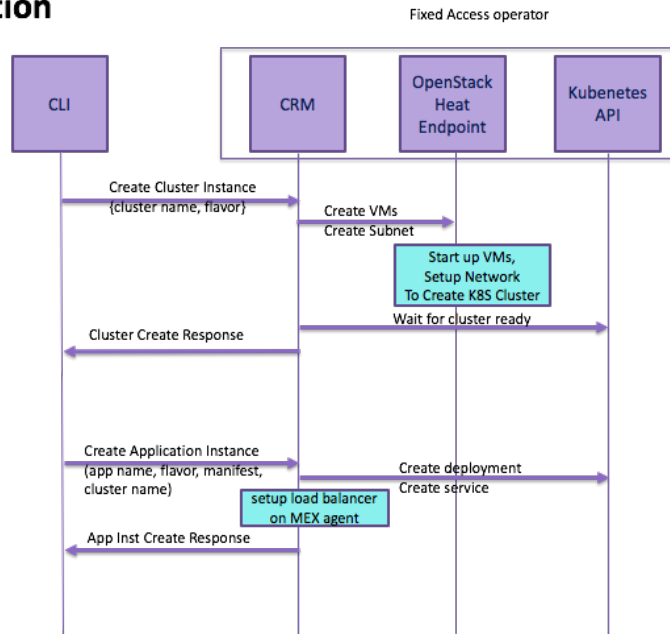 tion
Fixed Access operator
CLI
CRM
OpenStack
Heat
Endpoint
Kubenetes
API
Create Cluster Instance
{cluster name, flavor}
Create VMs
Create Subnet
Start up VMs,
Setup Network
To Create K8S Cluster
Wait for cluster ready
Cluster Create Response
Create Application Instance
(app name, flavor, manifest,
cluster name)
Create deployment
Create service
setup load balancer
on MEX agent
App Inst Create Response